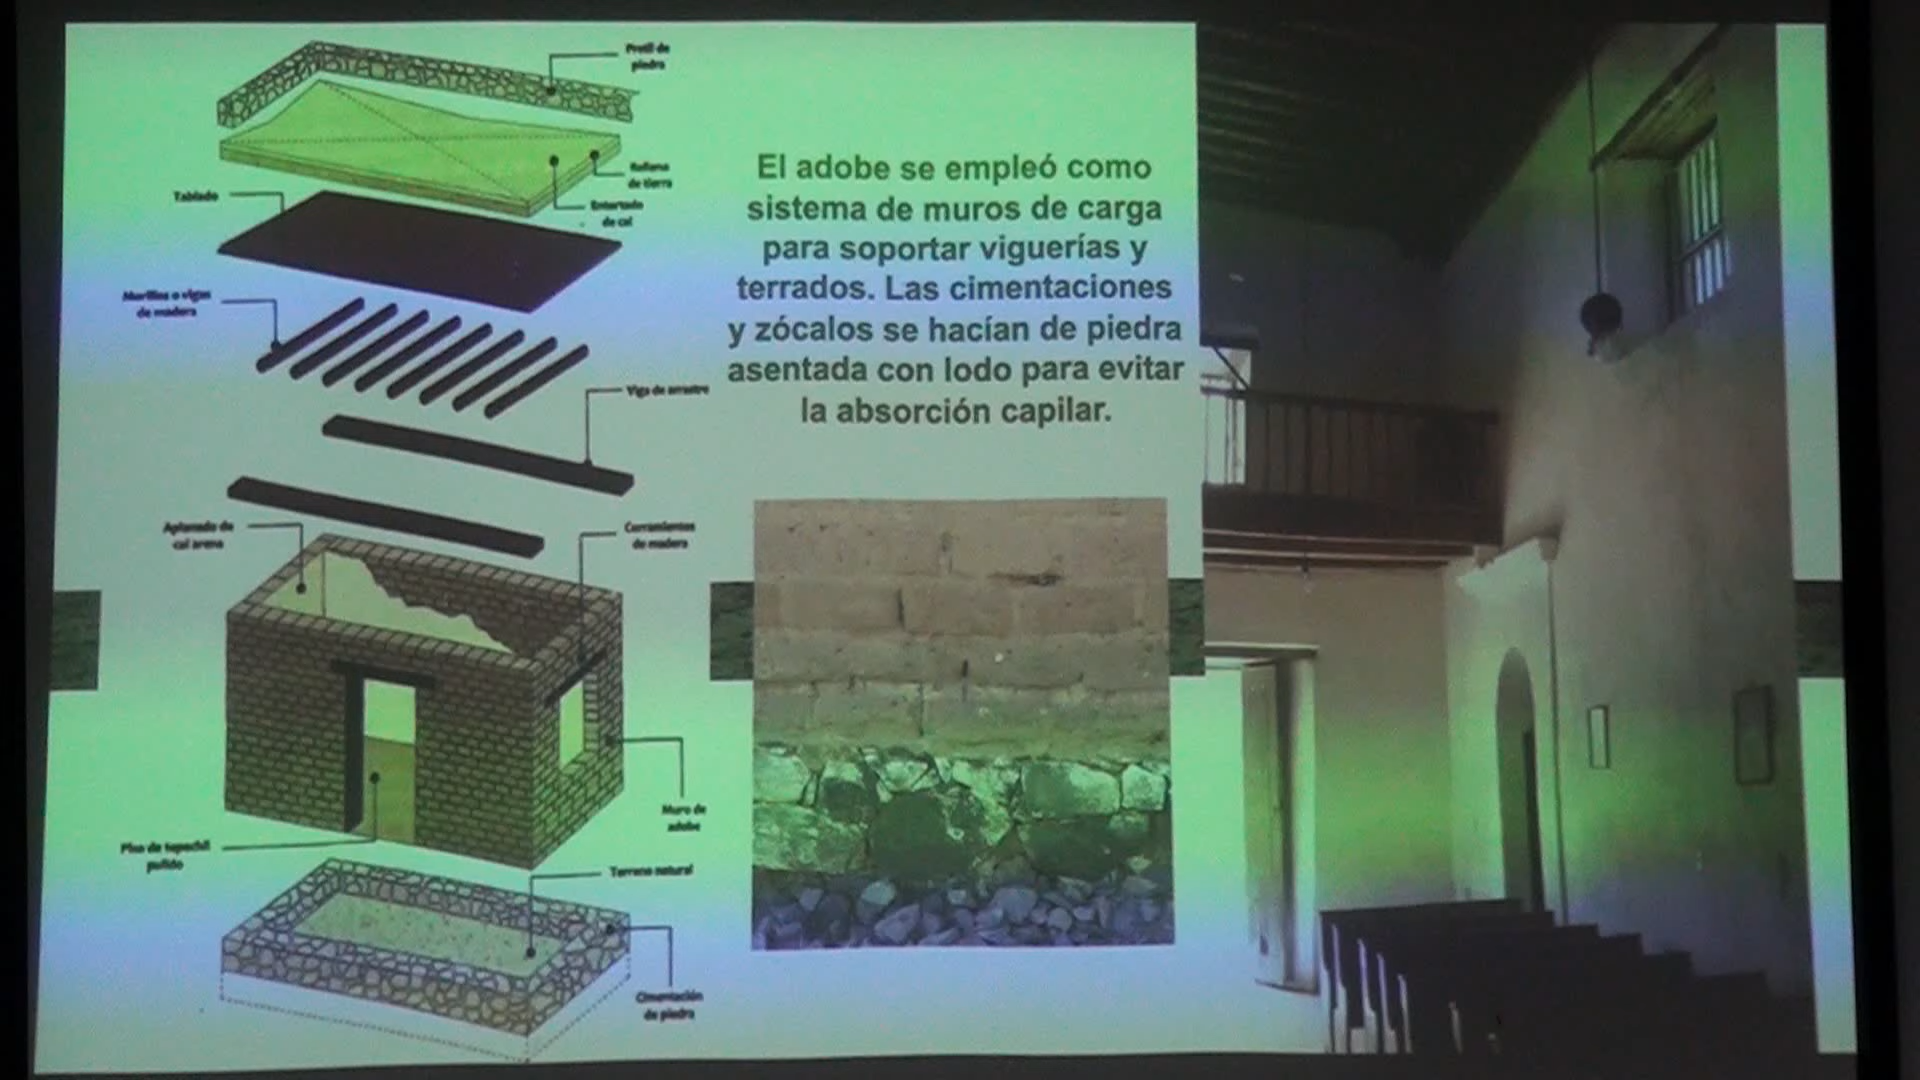 Pretil de
piedra
Relleno
de tierra
Entortado
de cal
Tablado
Morillos o vigas
de madera
Viga de arrastre
Aplanado de
cal arena
Cerramientos
de madera
Muro de
adobe
Piso de
pulido
Terreno natural
Cimentación
de piedra
El adobe se empleó como
sistema de muros de carga
para soportar viguerías y
terrados. Las cimentaciones
y zócalos se hacían de piedra
asentada con lodo para evitar
la absorción capilar.